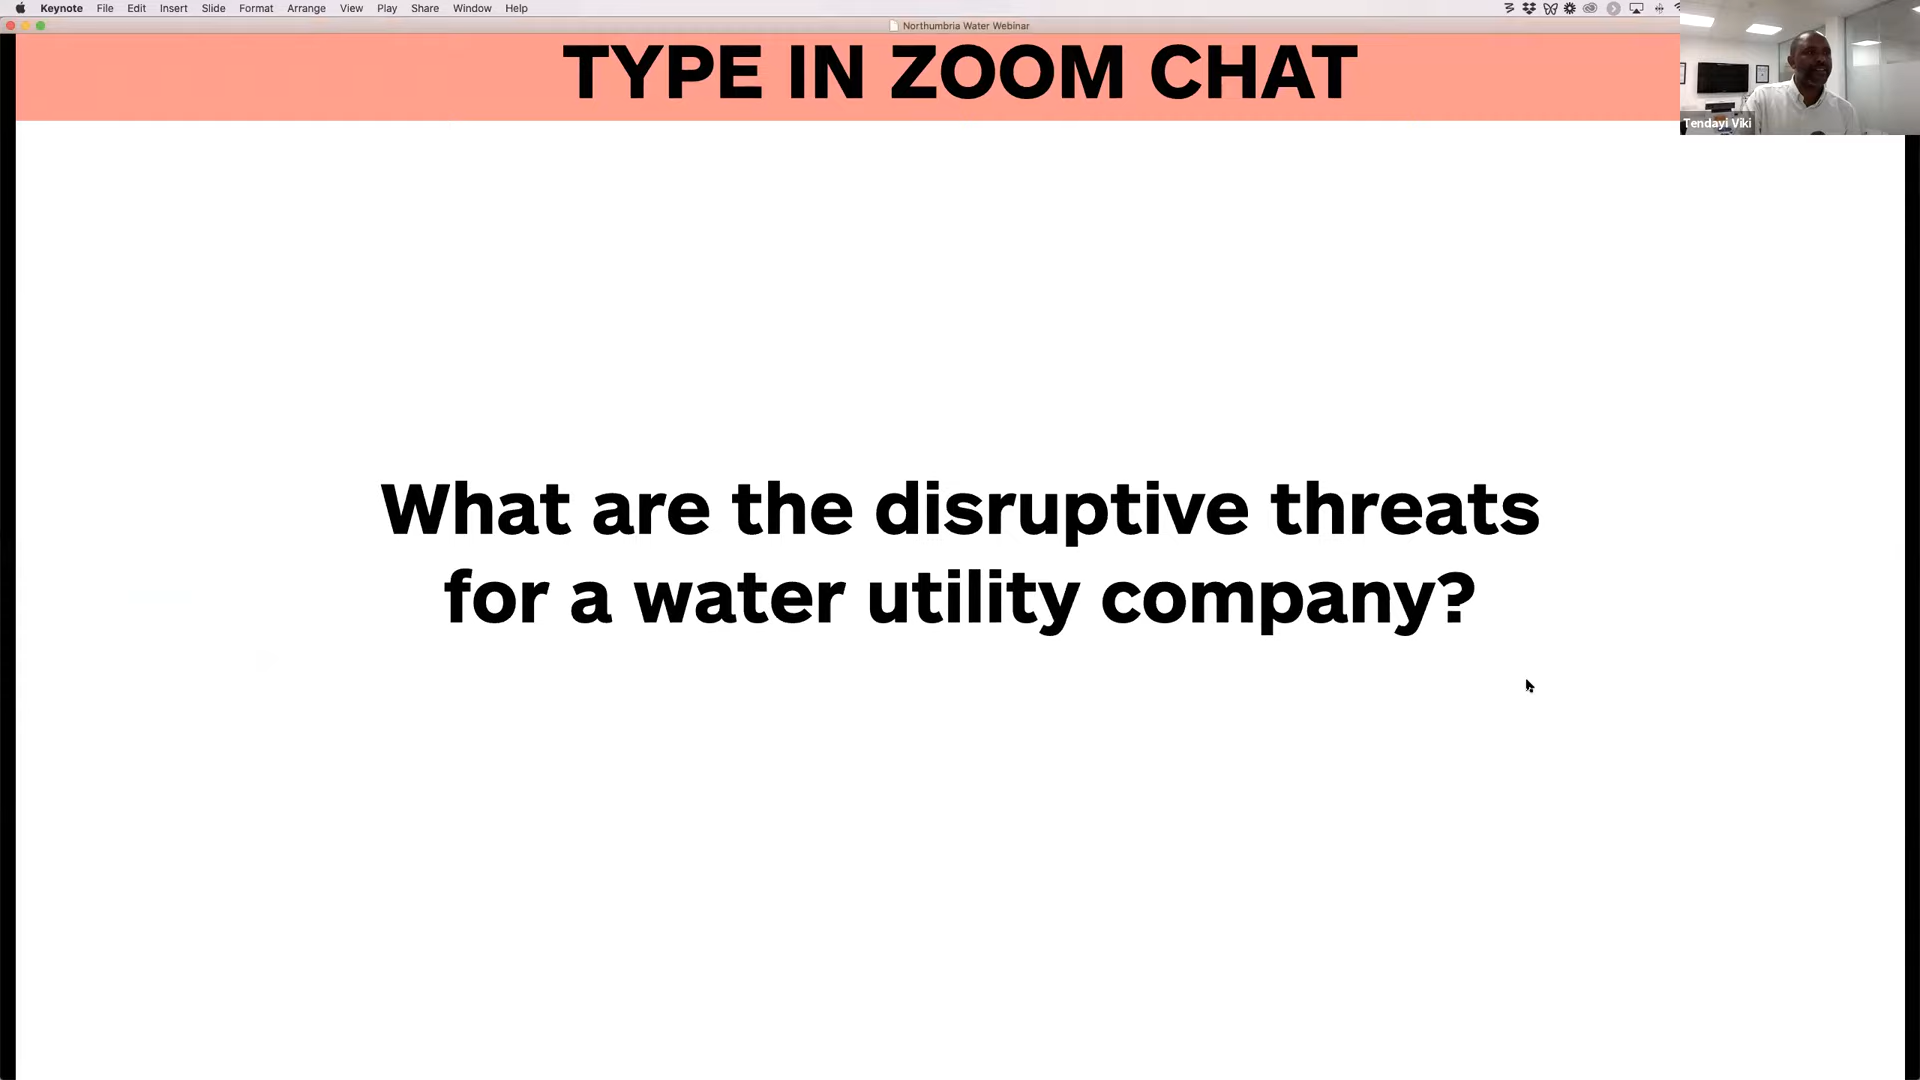 Keynote File Edit Insert Slide Format Arrange View Play Share Window Help
Northumbria Water Webinar
TYPE IN ZOOM CHAT
Tendayi Viki
What are the disruptive threats
for a water utility company?